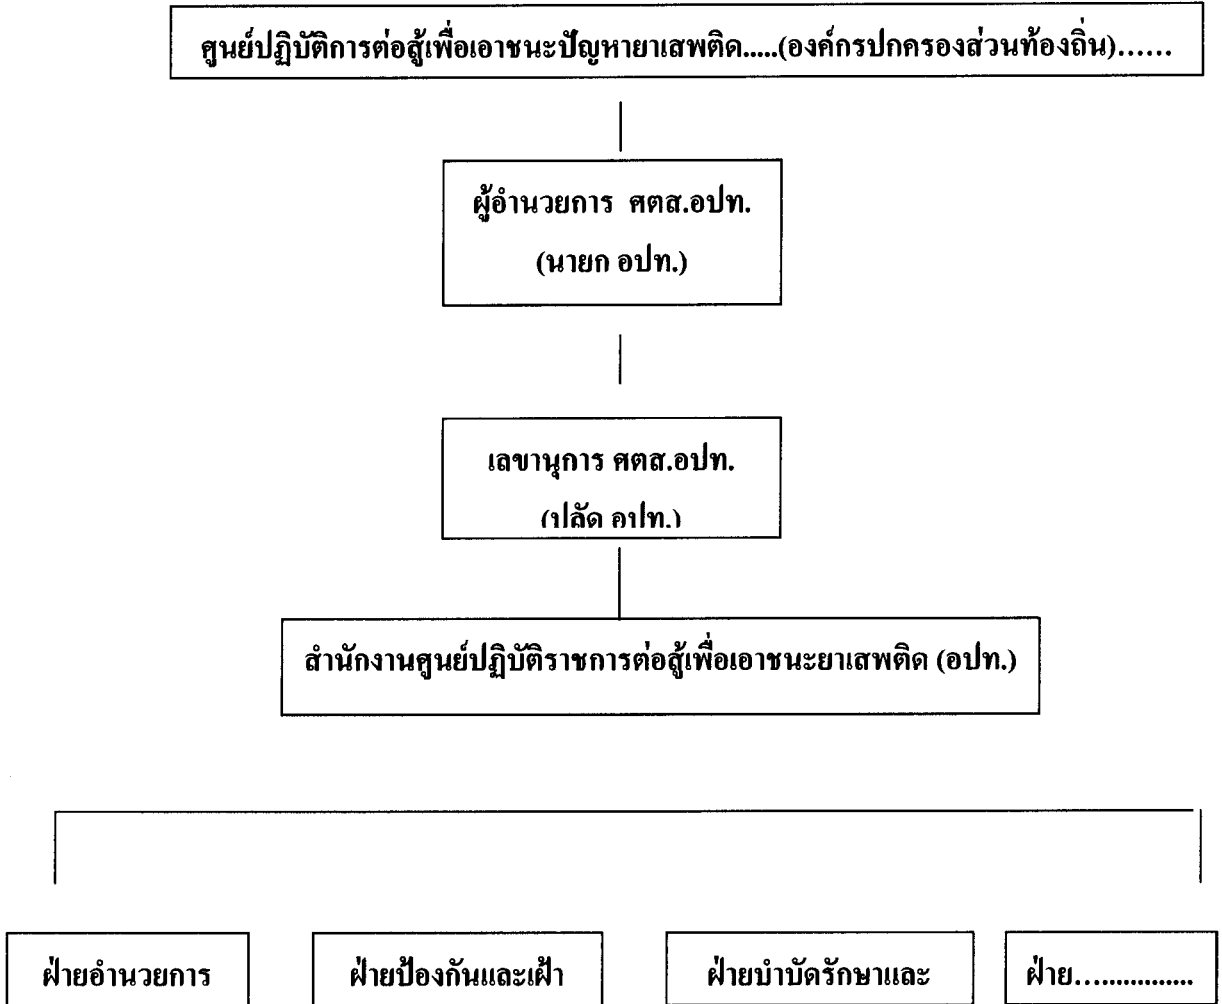 ศูนย์ปฏิบัติการต่อสู้เพื่อเอาชนะปัญหายาเสพติด.....(องค์กรปกครองส่วนท้องถิ่น)......
ผู้อำนวยการ ศตส.อปท.
(นายก อปท.)
เลขานุการ ศตส.อปท.
(ปลัด อปท.)
สำนักงานศูนย์ปฏิบัติราชการต่อสู้เพื่อเอาชนะยาเสพติด (อปท.)
ฝ่ายอำนวยการ
ฝ่ายป้องกันและเฝ้า
ฝ่ายบำบัดรักษาและ
ฝ่าย................